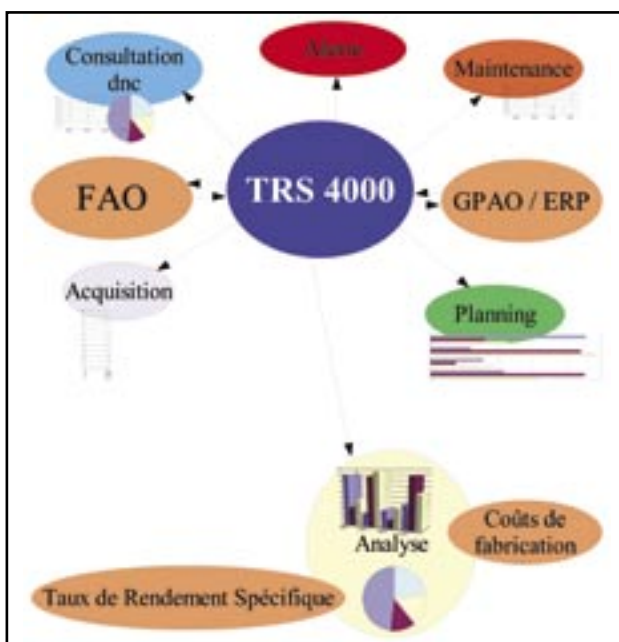 Consultation
dnc
Alerte
Maintenance
FAO
TRS 4000
GPAO / ERP
Acquisition
Planning
Analyse
Coûts de
fabrication
Taux de Rendement Spécifique